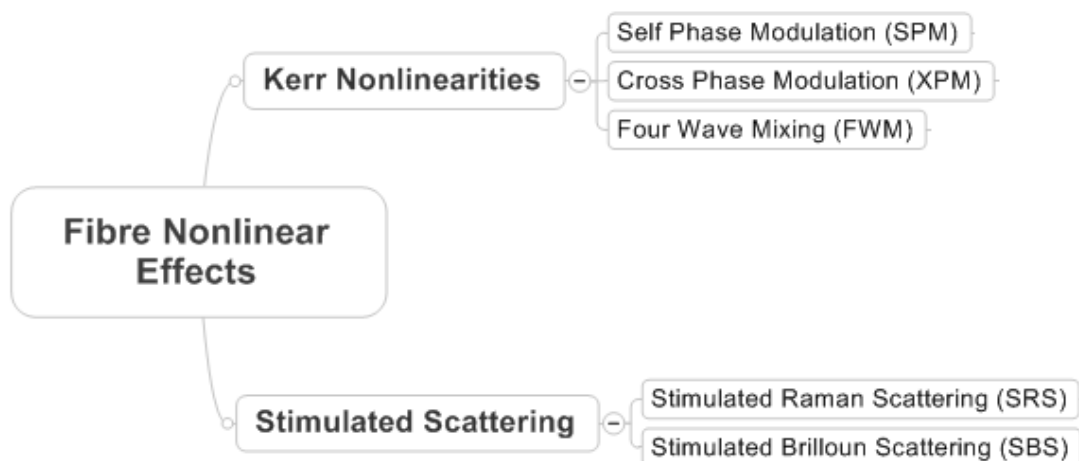 Self Phase Modulation (SPM)
Kerr Nonlinearities
Cross Phase Modulation (XPM)
Four Wave Mixing (FWM)
Fibre Nonlinear
Effects
Stimulated Raman Scattering (SRS)
Stimulated Scattering
Stimulated Brilloun Scattering (SBS)